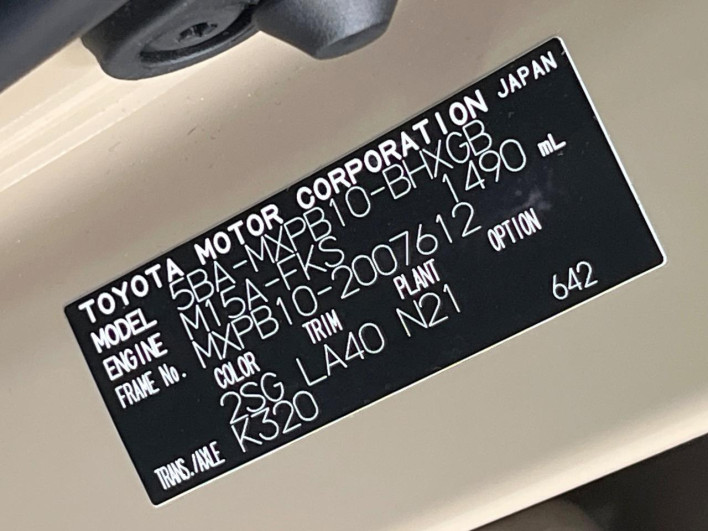 TOYOTA MOTOR CORPORATION JAPAN
MODEL 5BA-MXPB10-BHXGB
ENGINE M15A-FKS 1490 mL
FRAME No. MXPB10-2007612
COLOR TRIM PLANT OPTION
2SG LA40 N21 642
TRANS./AXLE K320